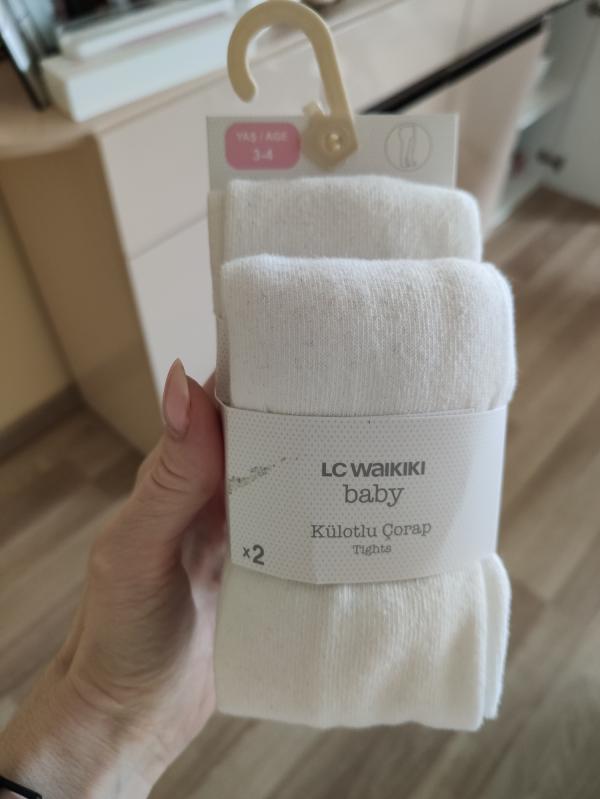 YAŞ / AGE
3-4
LC WAIKIKI
baby
Külotlu Çorap
Tights
x2